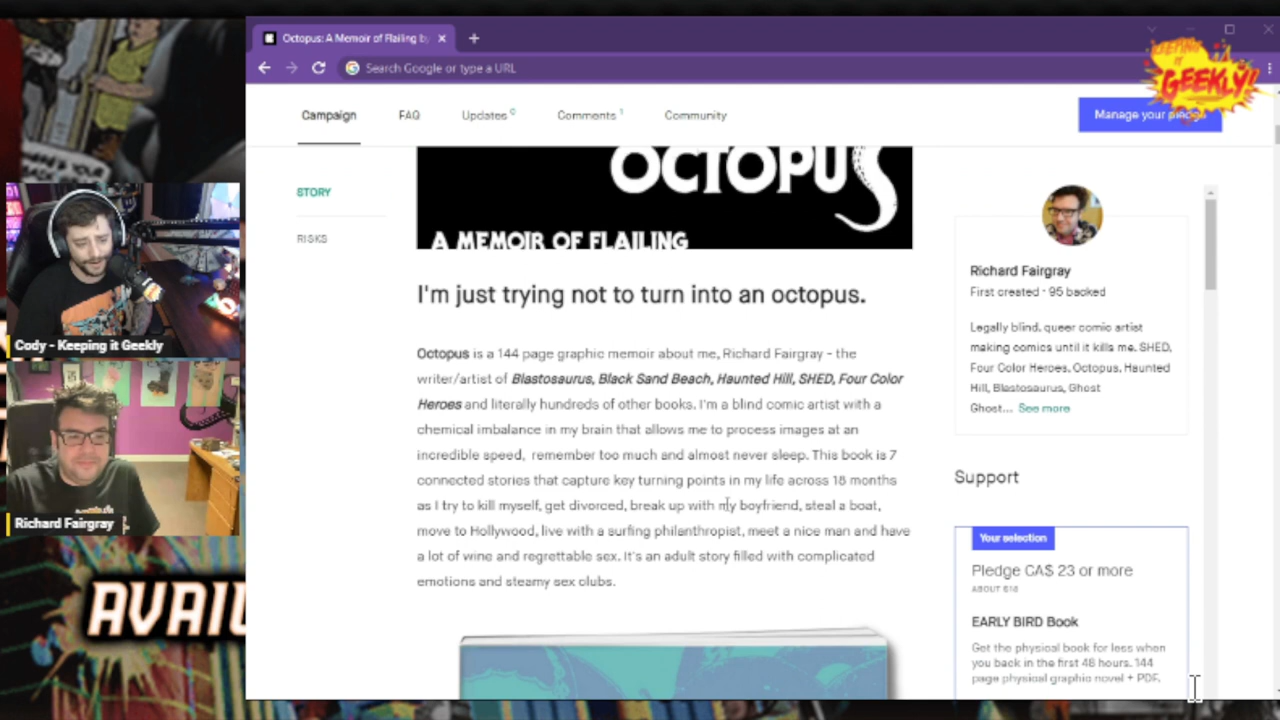 Octopus: A Memoir of Flailing by
Search Google or type a URL
GEEKLY!
Campaign
FAQ
Updates 0
Comments 1
Community
Manage your pledge
OCTOPUS
A MEMOIR OF FLAILING
STORY
RISKS
I'm just trying not to turn into an octopus.
Octopus is a 144 page graphic memoir about me, Richard Fairgray - the
writer/artist of Blastosaurus, Black Sand Beach, Haunted Hill, SHED, Four Color
Heroes and literally hundreds of other books. I'm a blind comic artist with a
chemical imbalance in my brain that allows me to process images at an
incredible speed, remember too much and almost never sleep. This book is 7
connected stories that capture key turning points in my life across 18 months
as I try to kill myself, get divorced, break up with my boyfriend, steal a boat,
move to Hollywood, live with a surfing philanthropist, meet a nice man and have
a lot of wine and regrettable sex. It's an adult story filled with complicated
emotions and steamy sex clubs.
Richard Fairgray
First created · 95 backed
Legally blind, queer comic artist
making comics until it kills me. SHED,
Four Color Heroes, Octopus, Haunted
Hill, Blastosaurus, Ghost
Ghost... See more
Support
Your selection
Pledge CA$ 23 or more
ABOUT $18
EARLY BIRD Book
Get the physical book for less when
you back in the first 48 hours. 144
page physical graphic novel + PDF.
Cody - Keeping it Geekly
Richard Fairgray
AVAIL